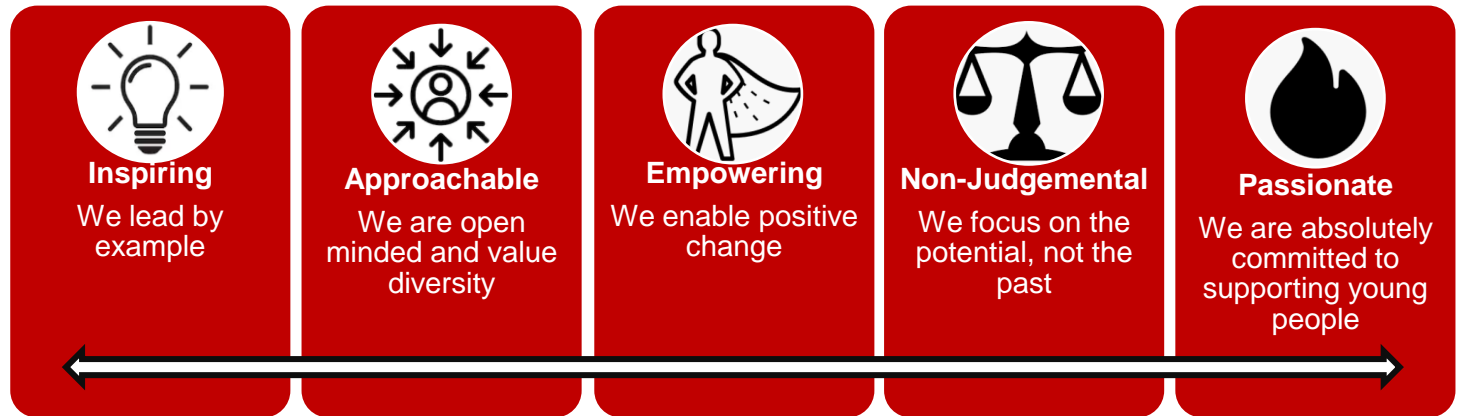 Inspiring
We lead by
example
Approachable
We are open
minded and value
diversity
Empowering
We enable positive
change
Non-Judgemental
We focus on the
potential, not the
past
Passionate
We are absolutely
committed to
supporting young
people